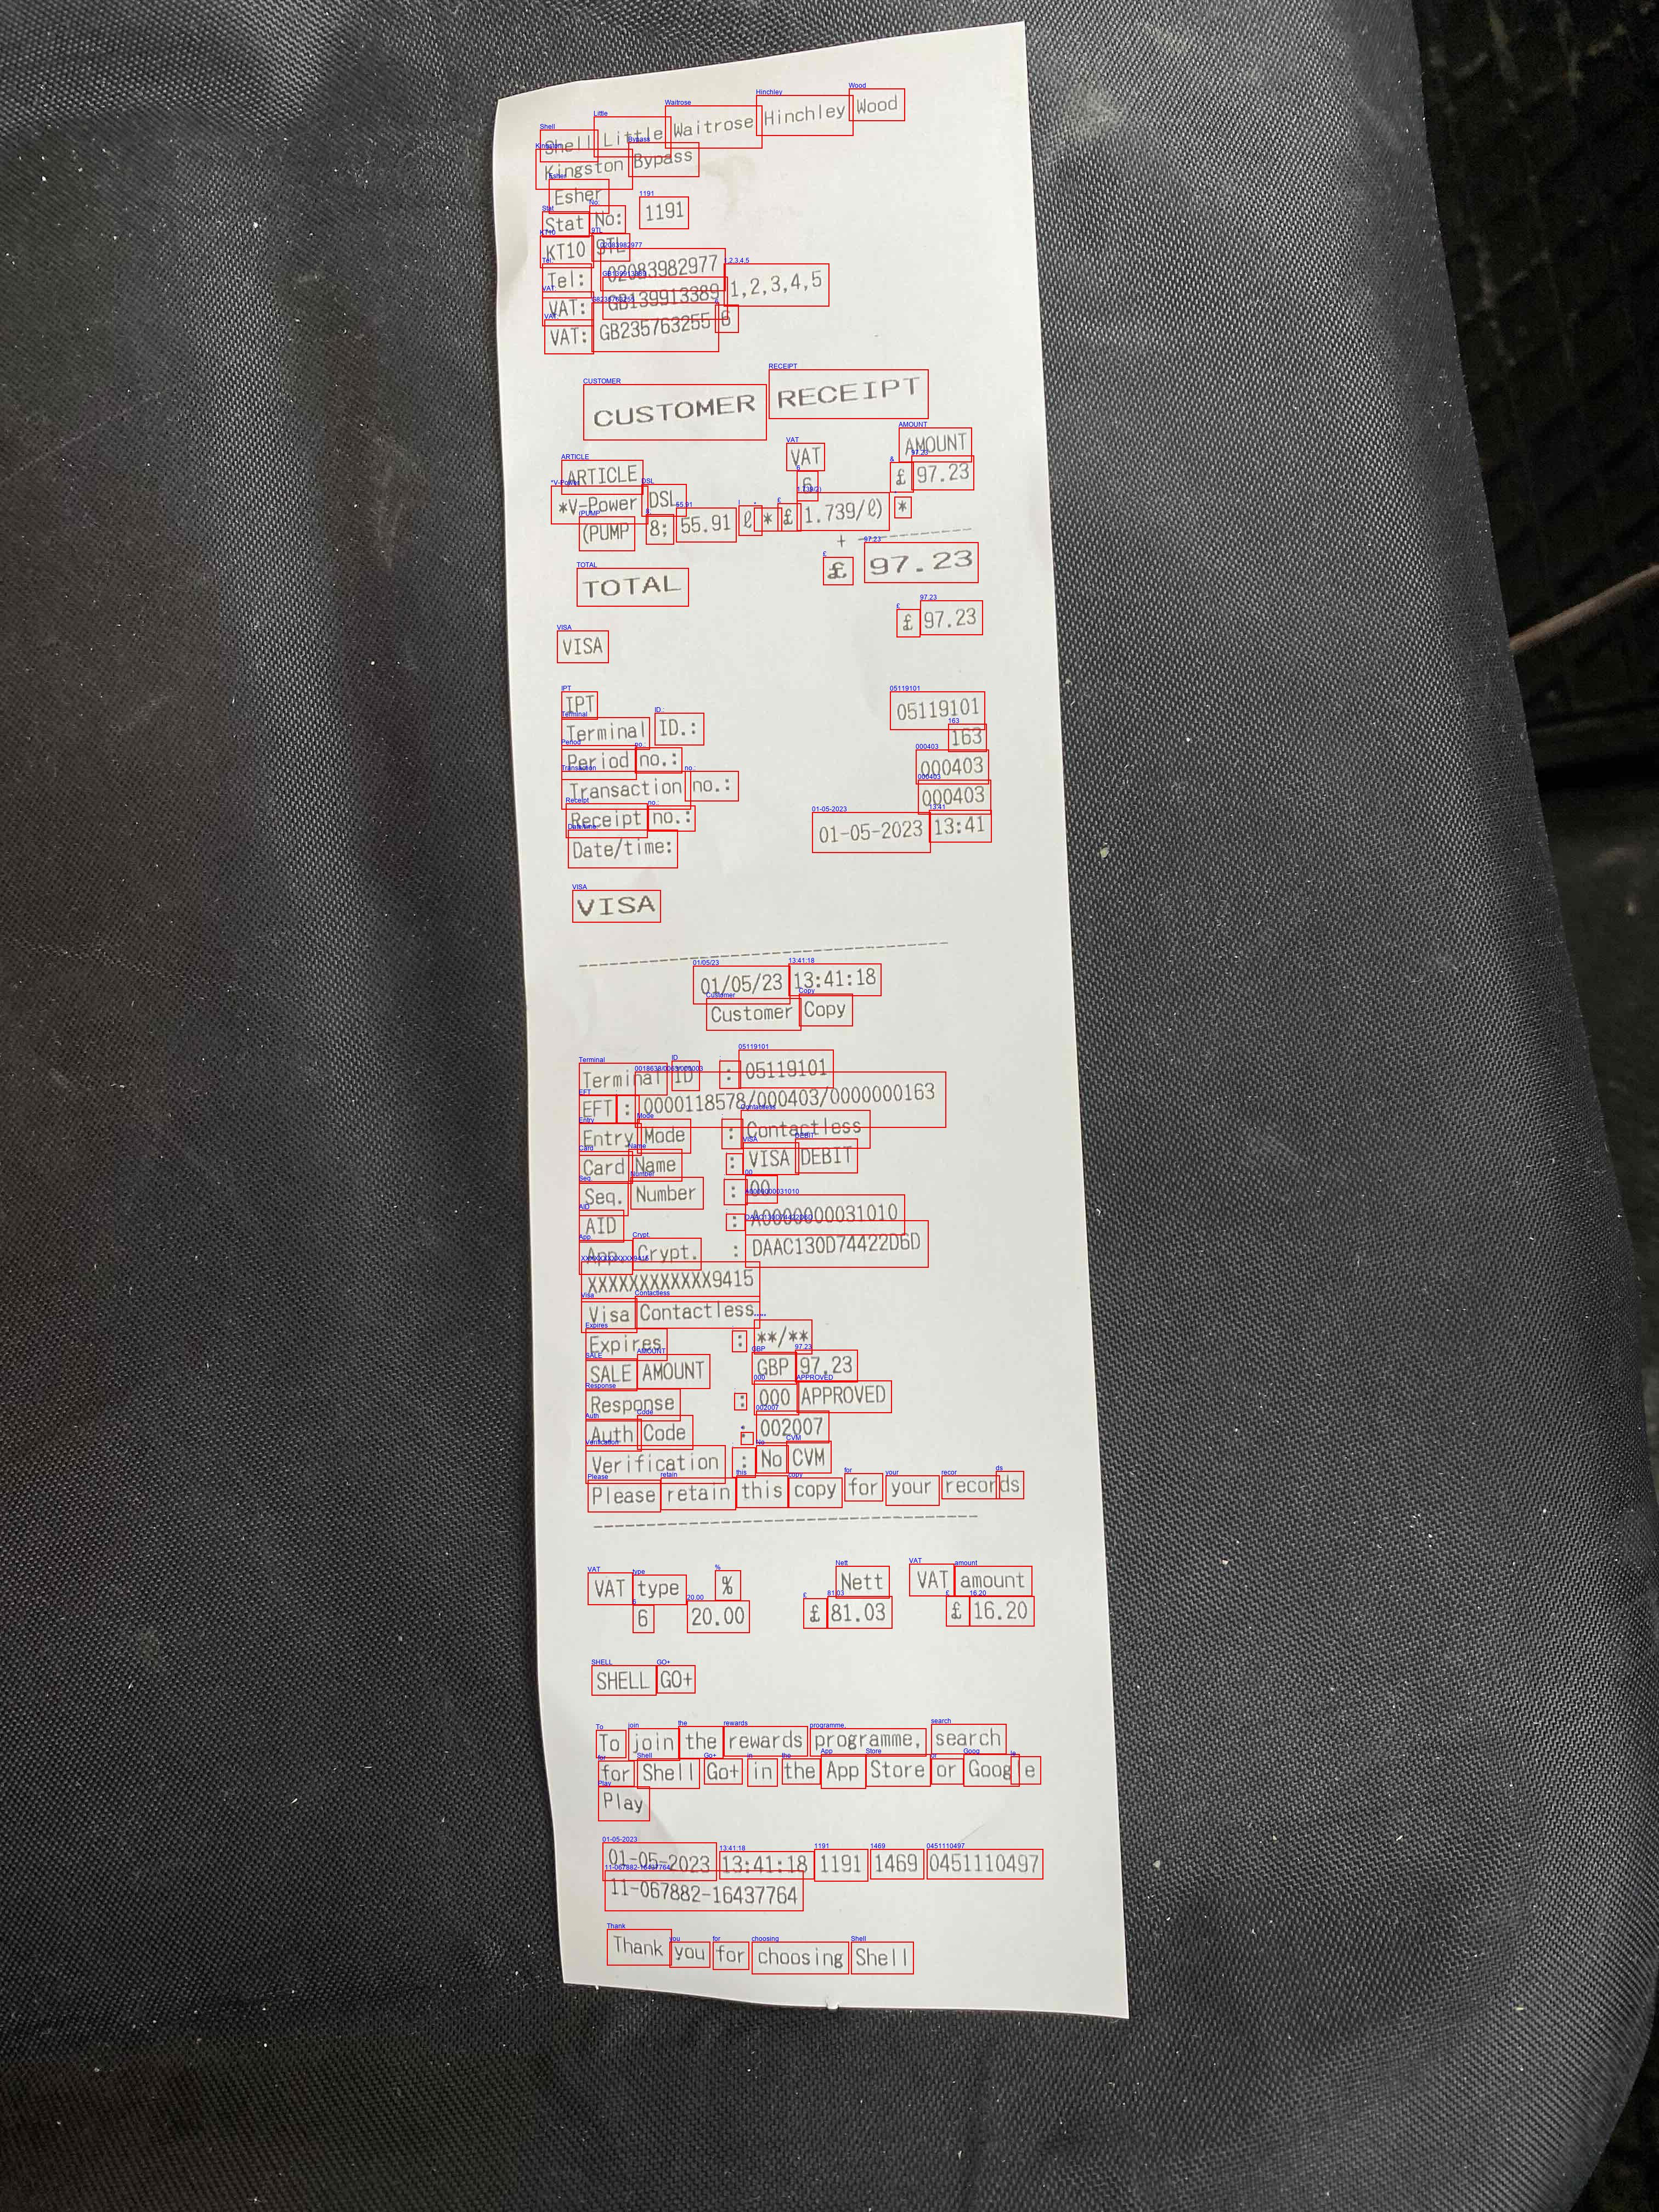 Shell Little Waitrose Hinchley Wood
Kingston Bypass
Esher
Stat No: 1191
KT10 9TL
Tel: 02083982977
VAT: GB139913389 1,2,3,4,5
VAT: GB235763255 6
CUSTOMER RECEIPT
ARTICLE VAT AMOUNT
*V-Power DSL 6 £ 97.23
(PUMP 8; 55.91 ℓ * £ 1.739/ℓ) *
+ ----------
TOTAL £ 97.23
VISA £ 97.23
IPT
Terminal ID.: 05119101
Period no.: 163
Transaction no.: 000403
Receipt no.: 000403
Date/time: 01-05-2023 13:41
VISA
01/05/23 13:41:18
Customer Copy
Terminal ID : 05119101
EFT : 0000118578/000403/0000000163
Entry Mode : Contactless
Card Name : VISA DEBIT
Seq. Number : 00
AID : A0000000031010
App. Crypt. : DAAC130D74422D6D
XXXXXXXXXXXX9415
Visa Contactless
Expires : **/**
SALE AMOUNT GBP 97.23
Response : 000 APPROVED
Auth Code : 002007
Verification : No CVM
Please retain this copy for your records
VAT type % Nett VAT amount
6 20.00 £ 81.03 £ 16.20
SHELL GO+
To join the rewards programme, search
for Shell Go+ in the App Store or Google
Play
01-05-2023 13:41:18 1191 1469 0451110497
11-067882-16437764
Thank you for choosing Shell